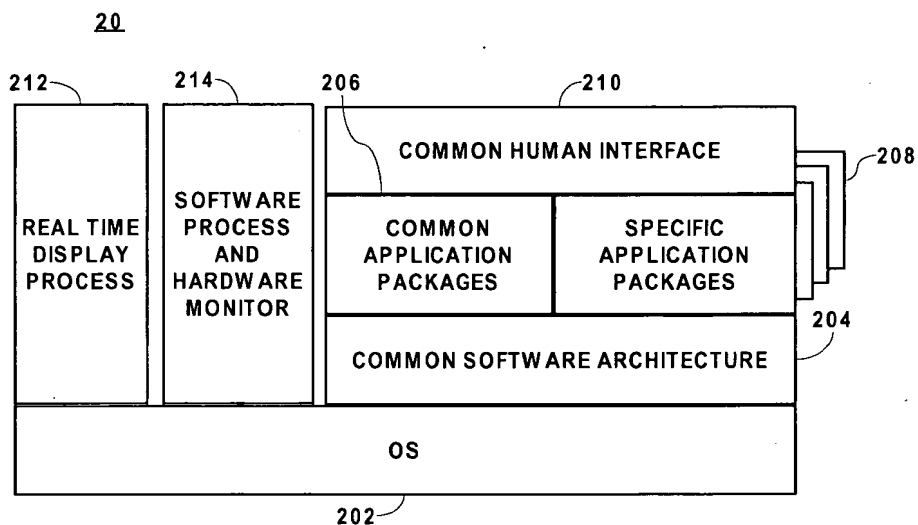 20
212
214
206
210
208
COMMON HUMAN INTERFACE
REAL TIME
DISPLAY
PROCESS
SOFTWARE
PROCESS
AND
HARDWARE
MONITOR
COMMON
APPLICATION
PACKAGES
SPECIFIC
APPLICATION
PACKAGES
204
COMMON SOFTWARE ARCHITECTURE
OS
202